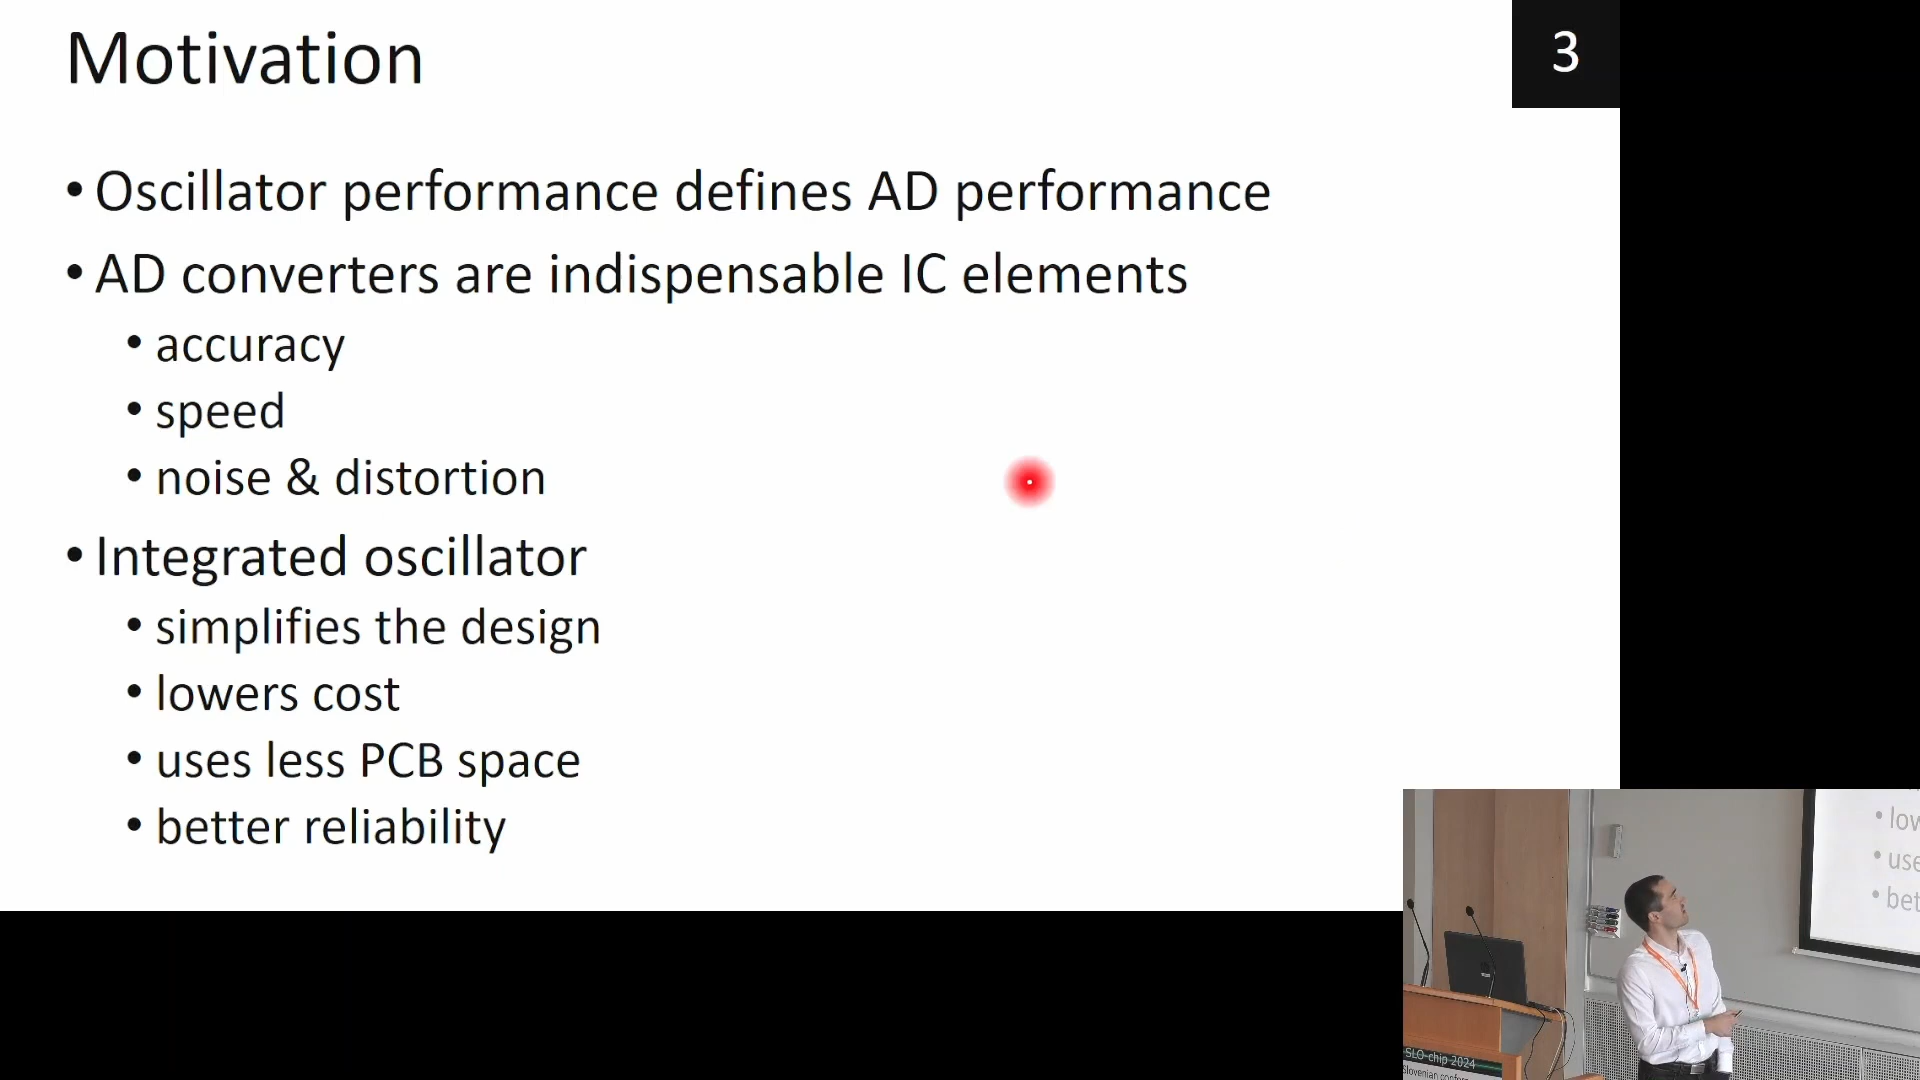 Motivation
3
• Oscillator performance defines AD performance
• AD converters are indispensable IC elements
• accuracy
• speed
• noise & distortion
• Integrated oscillator
• simplifies the design
• lowers cost
• uses less PCB space
• better reliability
• low
• use
• bet
SLO-chip 2024
Slovenian